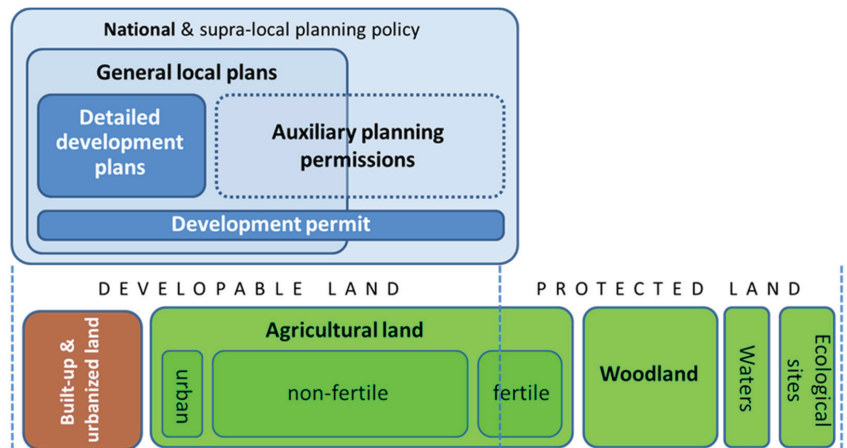 National & supra-local planning policy
General local plans
Detailed
development
plans
Auxiliary planning
permissions
Development permit
DEVELOPABLE LAND
PROTECTED LAND
Built-up &
urbanized land
Agricultural land
urban
non-fertile
fertile
Woodland
Waters
Ecological
sites